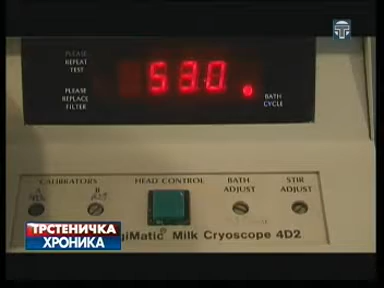 PLEASE
REPEAT
TEST
530.
PLEASE
REPLACE
FILTER
BATH
CYCLE
CALIBRATORS
A
B
HEAD CONTROL
BATH
ADJUST
STIR
ADJUST
ТРСТЕНИЧКА
ХРОНИКА
giMatic® Milk Cryoscope 4D2